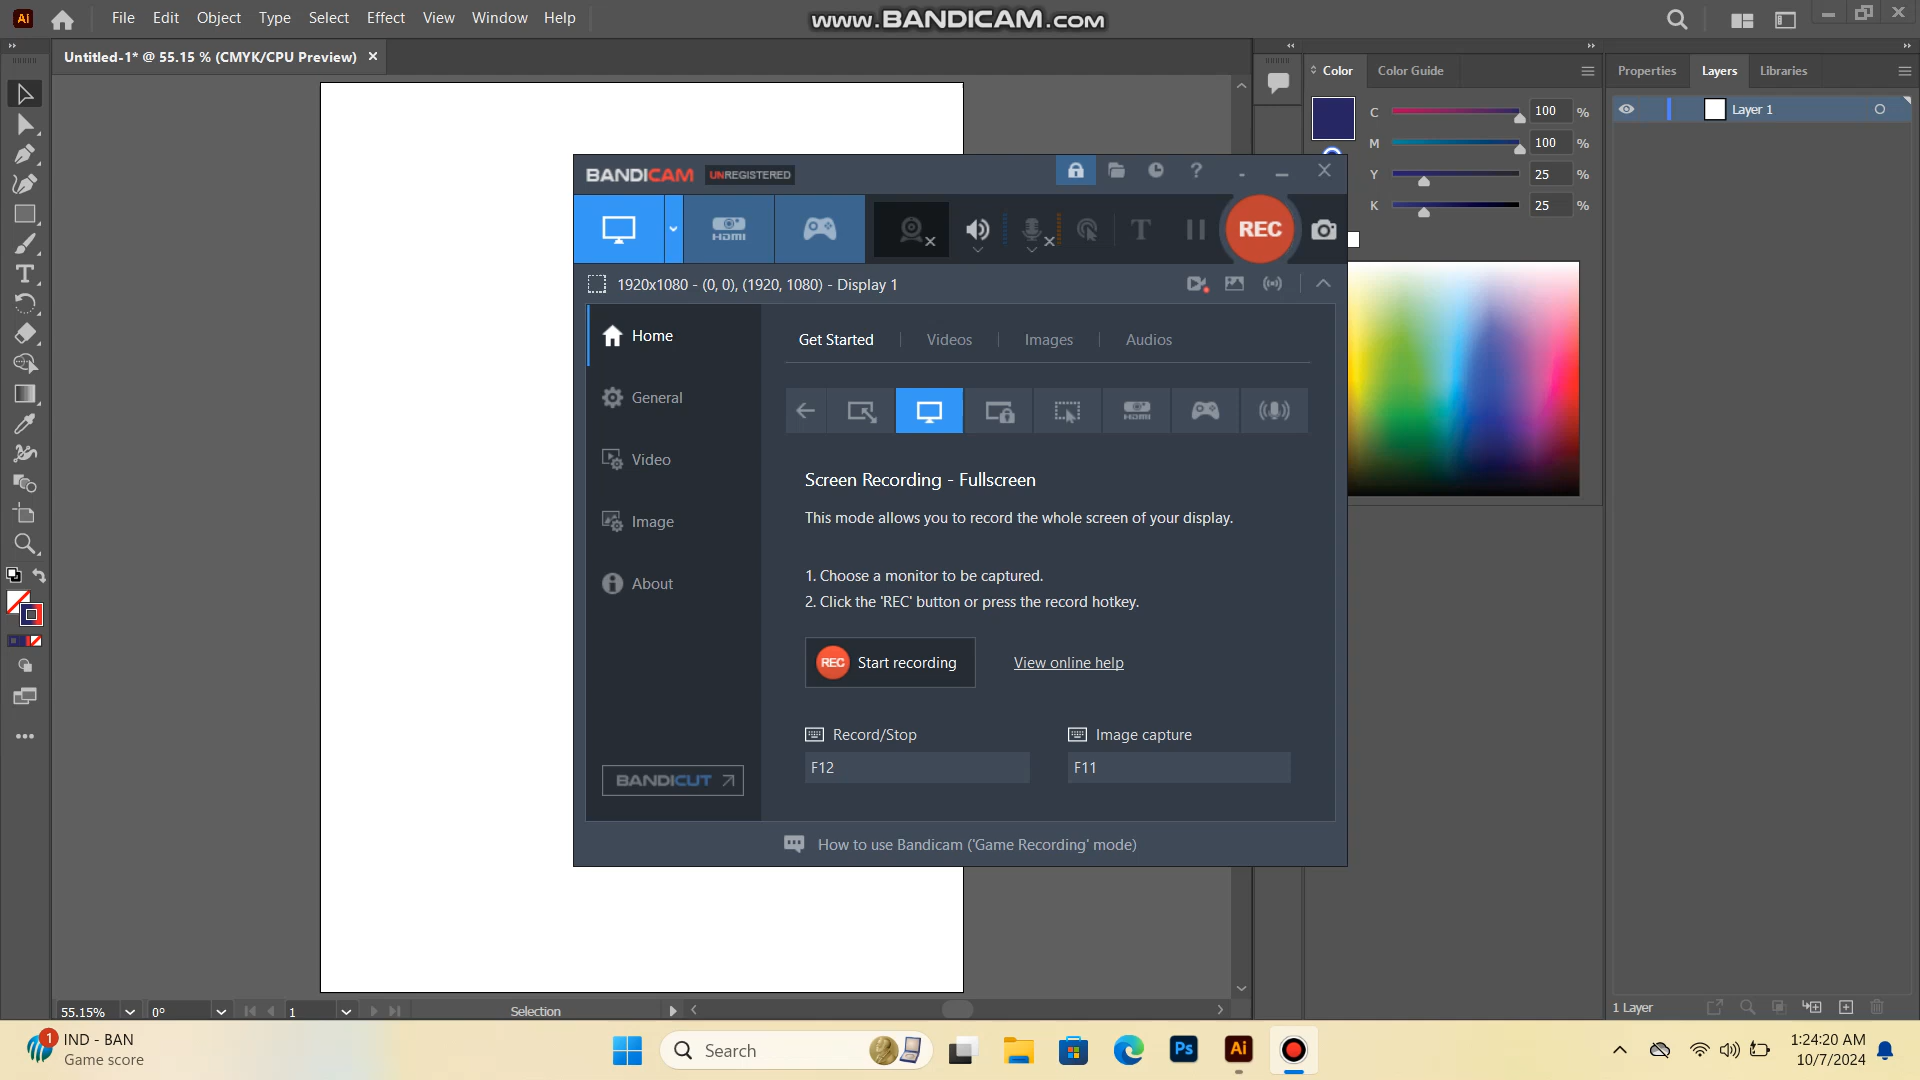 Ai File Edit Object Type Select Effect View Window Help
www.BANDICAM.com
Untitled-1* @ 55.15 % (CMYK/CPU Preview) ×
Color Color Guide
C 100 %
M 100 %
Y 25 %
K 25 %
Properties Layers Libraries
Layer 1
BANDICAM UNREGISTERED
HDMI
T
REC
1920x1080 - (0, 0), (1920, 1080) - Display 1
Home
General
Video
Image
About
BANDICUT
Get Started Videos Images Audios
HDMI
Screen Recording - Fullscreen
This mode allows you to record the whole screen of your display.
1. Choose a monitor to be captured.
2. Click the 'REC' button or press the record hotkey.
REC Start recording View online help
Record/Stop Image capture
F12 F11
How to use Bandicam ('Game Recording' mode)
55.15% 0° 1 Selection
1 Layer
1 IND - BAN
Game score
Search
Ps Ai
1:24:20 AM
10/7/2024